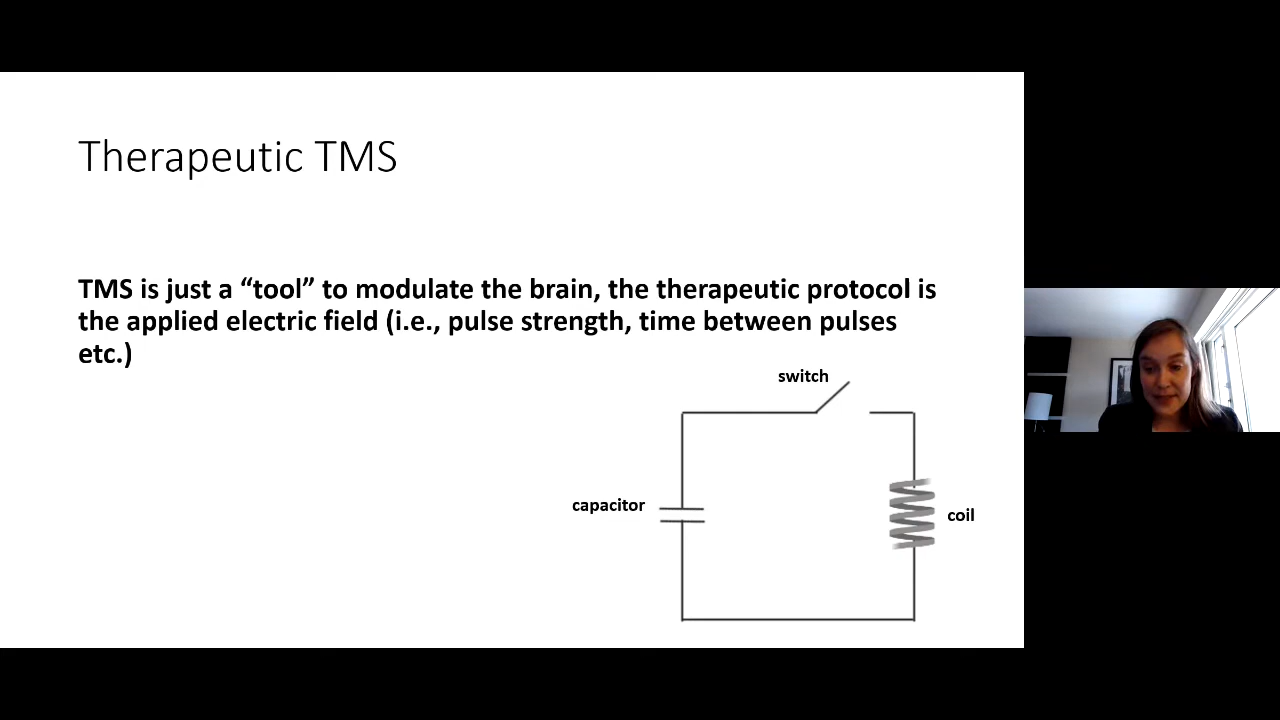 Therapeutic TMS
TMS is just a “tool” to modulate the brain, the therapeutic protocol is
the applied electric field (i.e., pulse strength, time between pulses
etc.)
switch
capacitor
coil